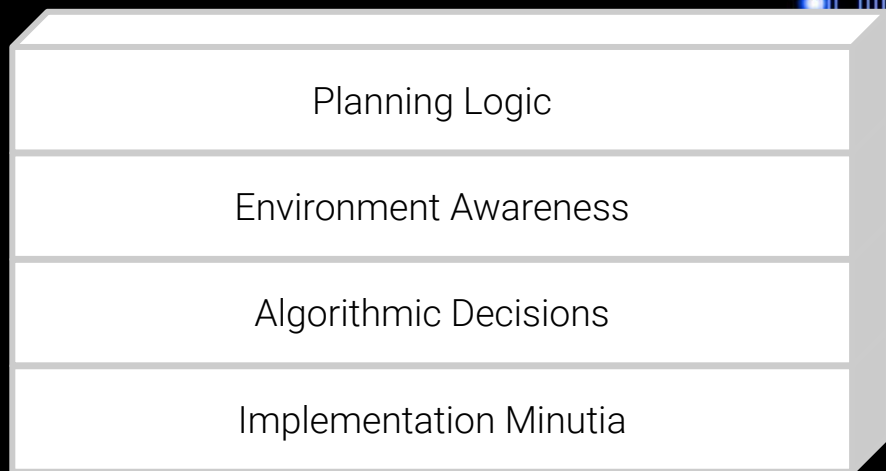 Planning Logic
Environment Awareness
Algorithmic Decisions
Implementation Minutia